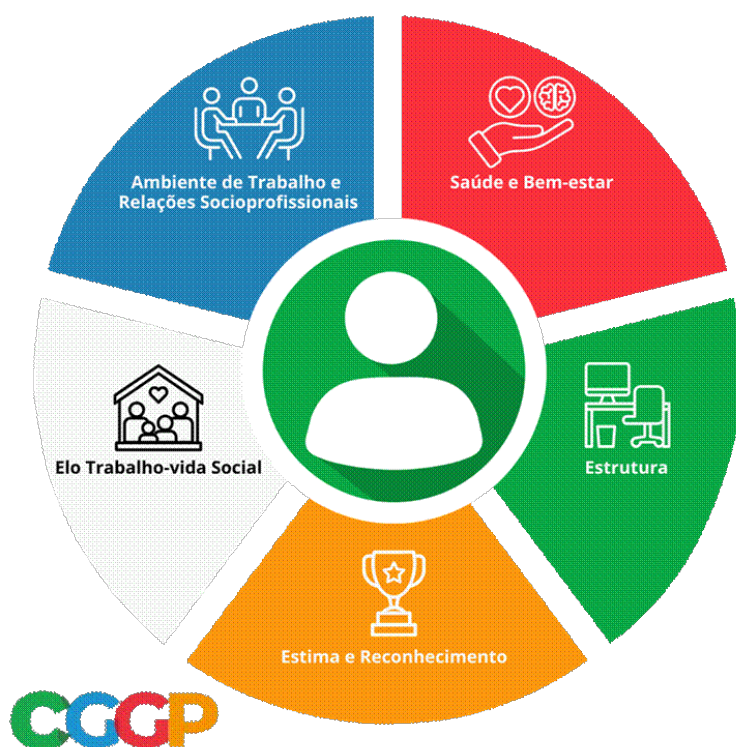 Ambiente de Trabalho e
Relações Socioprofissionais
Saúde e Bem-estar
Elo Trabalho-vida Social
Estrutura
Estima e Reconhecimento
CGGP